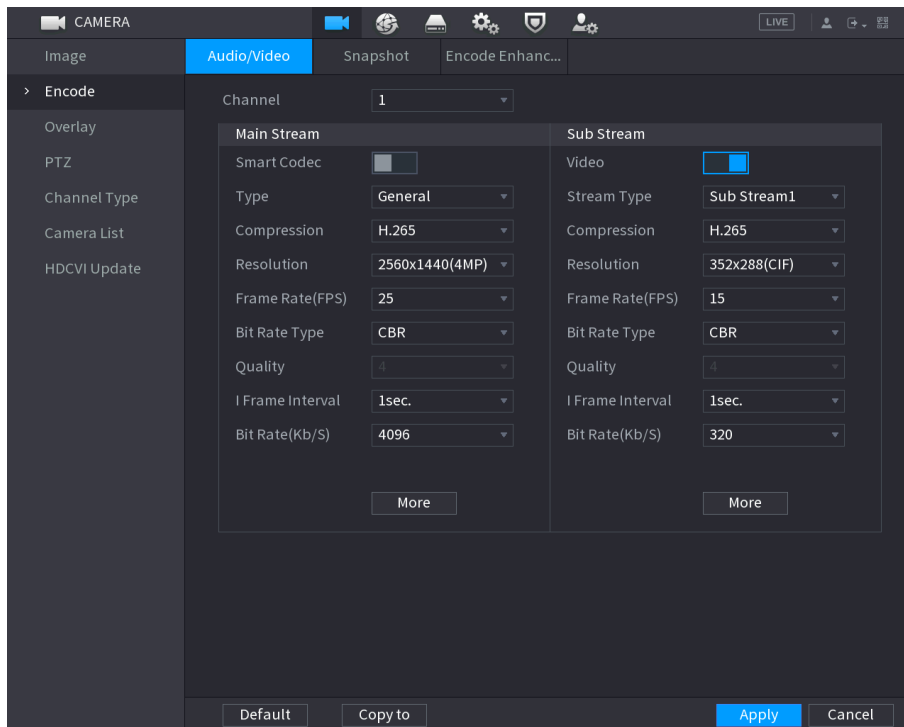 CAMERA
LIVE
Image
Audio/Video Snapshot Encode Enhanc...
Encode
Overlay
PTZ
Channel Type
Camera List
HDCVI Update
Channel 1
Main Stream Sub Stream
Smart Codec Video
Type General Stream Type Sub Stream1
Compression H.265 Compression H.265
Resolution 2560x1440(4MP) Resolution 352x288(CIF)
Frame Rate(FPS) 25 Frame Rate(FPS) 15
Bit Rate Type CBR Bit Rate Type CBR
Quality 4 Quality 4
I Frame Interval 1sec. I Frame Interval 1sec.
Bit Rate(Kb/S) 4096 Bit Rate(Kb/S) 320
More More
Default Copy to Apply Cancel